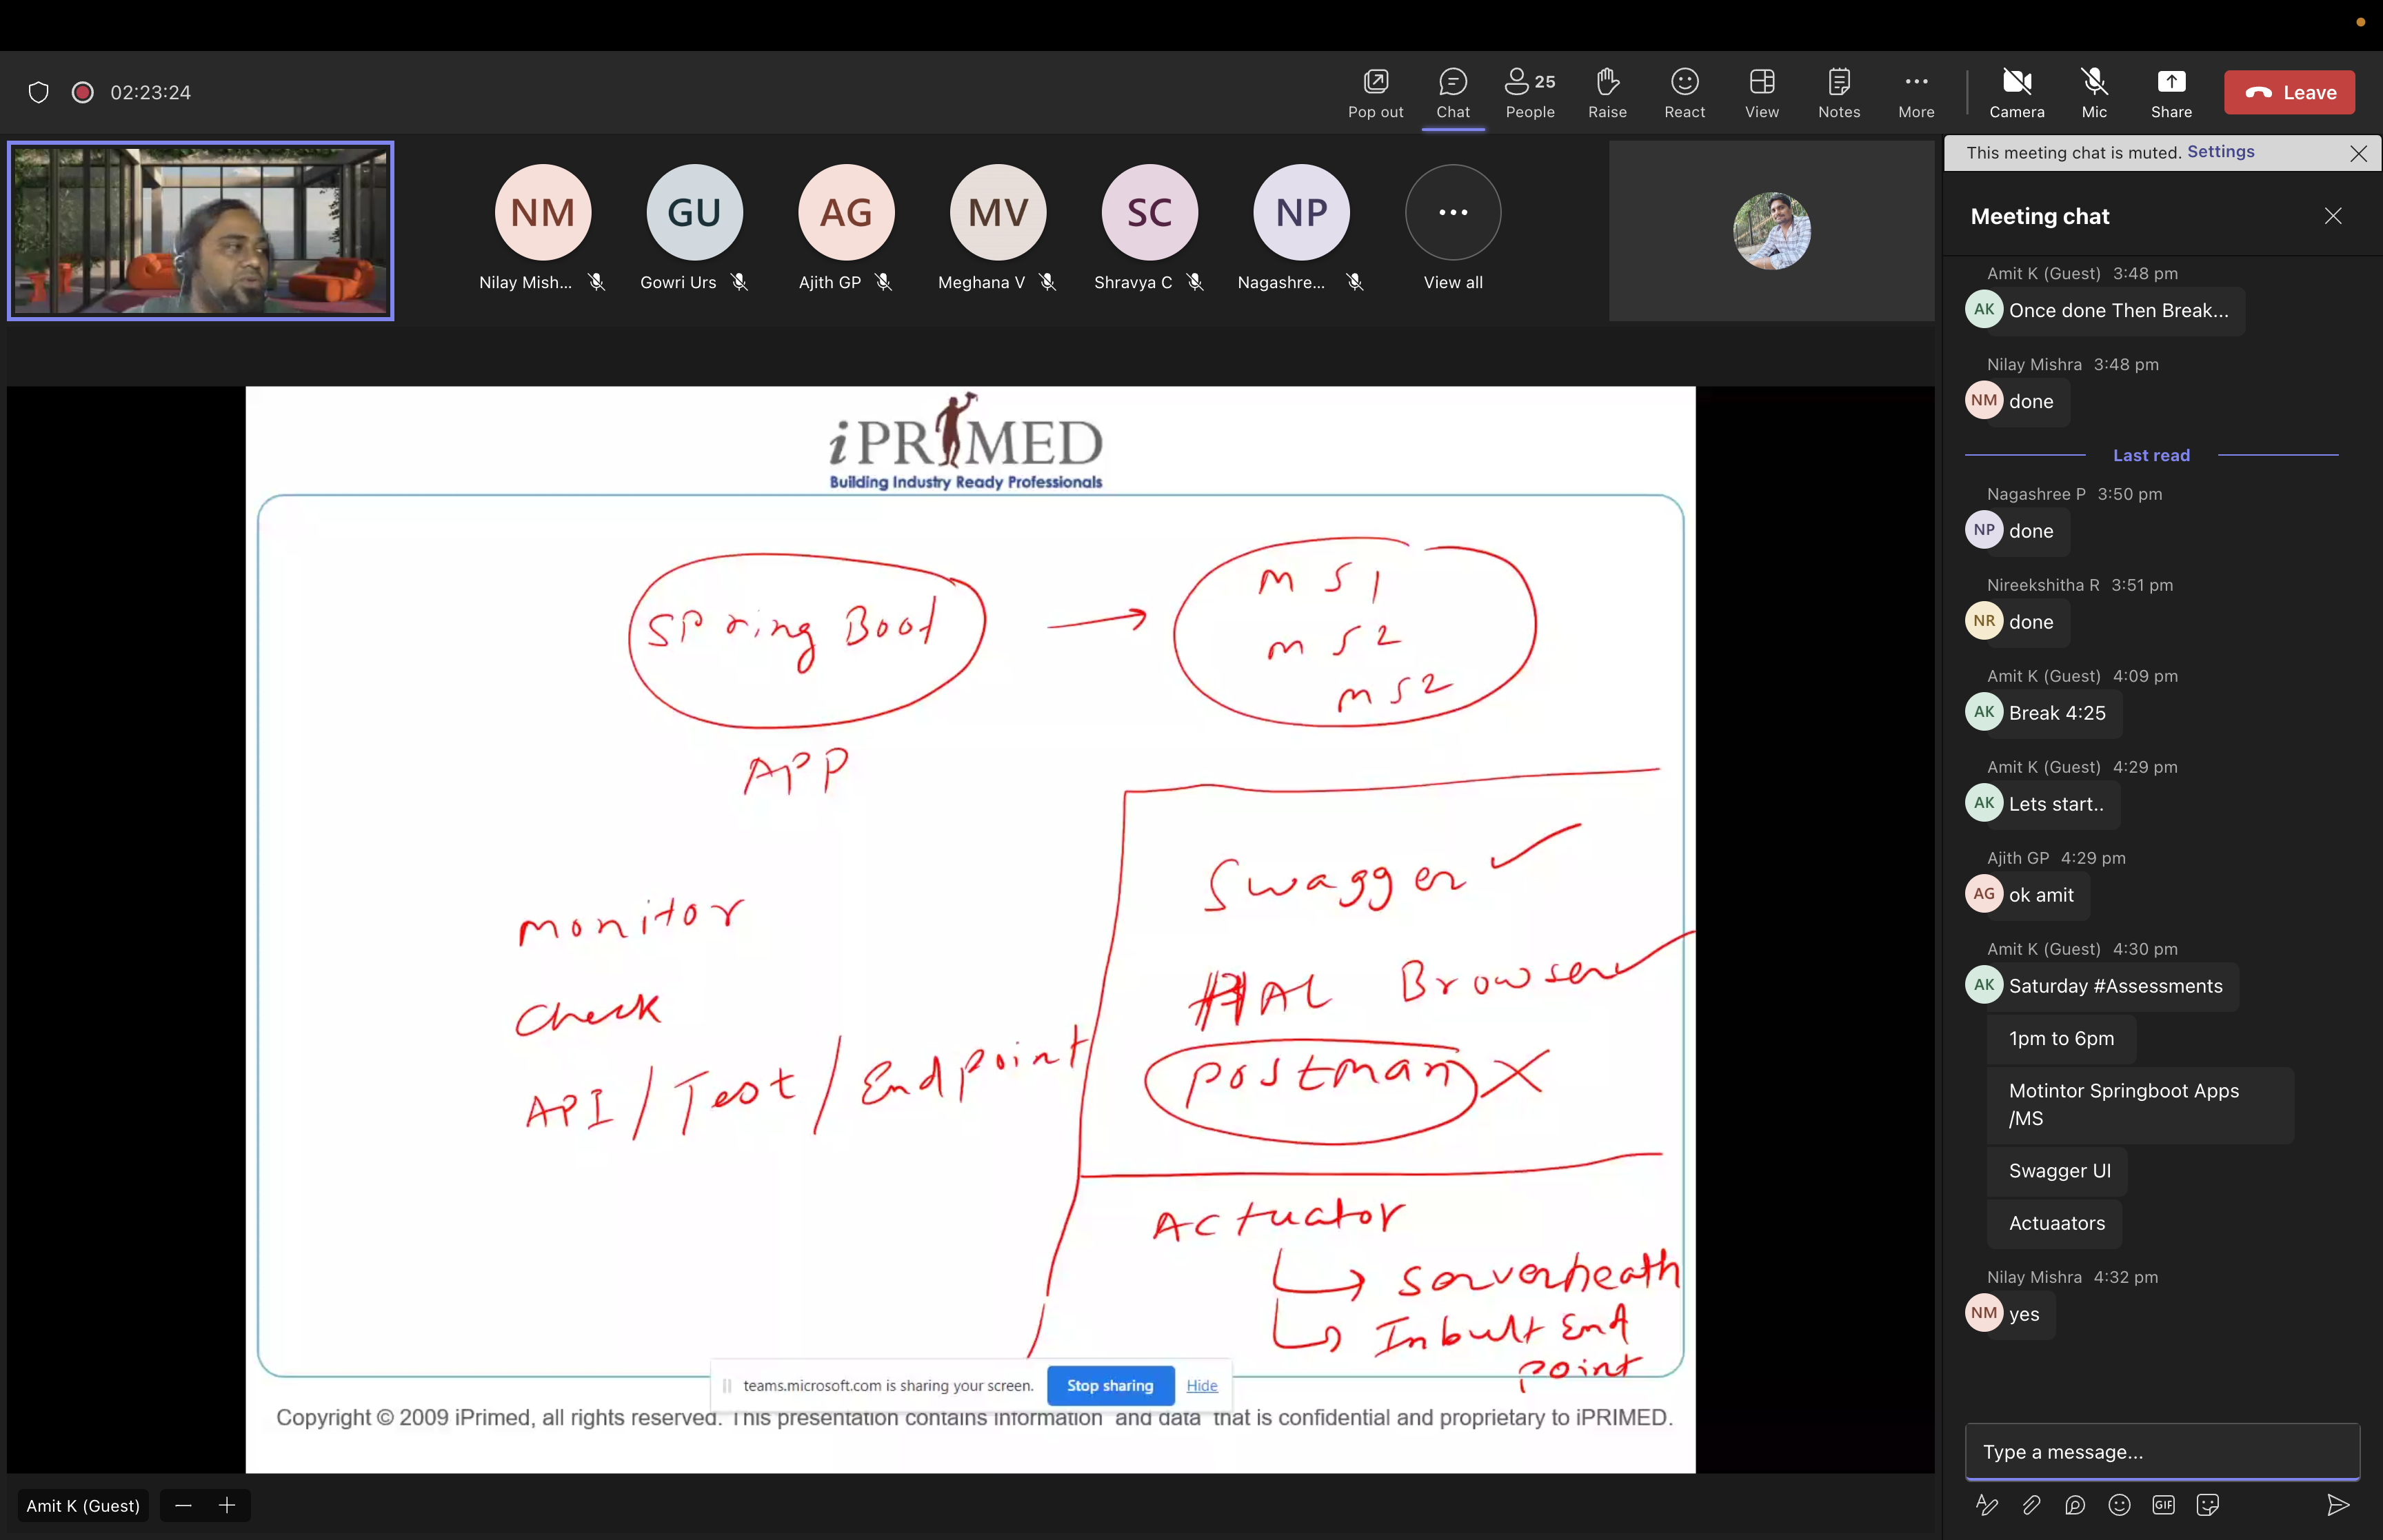 02:23:24
Pop out
Chat
25
People
Raise
React
View
Notes
More
Camera
Mic
Share
Leave
NM
GU
AG
MV
SC
NP
Nilay Mish...
Gowri Urs
Ajith GP
Meghana V
Shravya C
Nagashre...
View all
iPRIMED
Building Industry Ready Professionals
SPring Boot
APP
MS1
MS2
MS2
monitor
check
API/Test/Endpoint
Swagger
HAL Browser
Postman
Actuator
Serverheath
Inbult End
point
teams.microsoft.com is sharing your screen.
Stop sharing
Hide
Copyright © 2009 iPrimed, all rights reserved. This presentation contains information and data that is confidential and proprietary to iPRIMED.
Amit K (Guest)
This meeting chat is muted. Settings
Meeting chat
Amit K (Guest) 3:48 pm
AK
Once done Then Break...
Nilay Mishra 3:48 pm
NM
done
Last read
Nagashree P 3:50 pm
NP
done
Nireekshitha R 3:51 pm
NR
done
Amit K (Guest) 4:09 pm
AK
Break 4:25
Amit K (Guest) 4:29 pm
AK
Lets start..
Ajith GP 4:29 pm
AG
ok amit
Amit K (Guest) 4:30 pm
AK
Saturday #Assessments
1pm to 6pm
Motintor Springboot Apps
/MS
Swagger UI
Actuaators
Nilay Mishra 4:32 pm
NM
yes
Type a message...
GIF